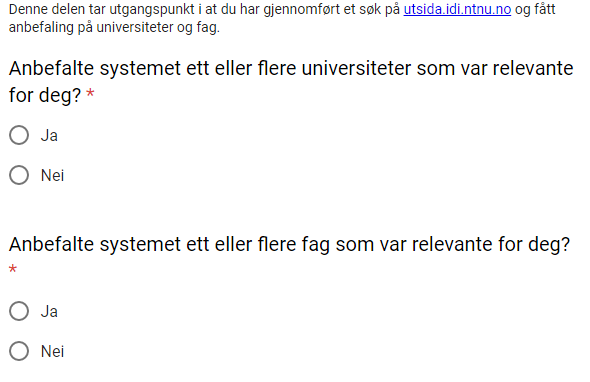 Denne delen tar utgangspunkt i at du har gjennomført et søk på utsida.idi.ntnu.no og fått
anbefaling på universiteter og fag.
Anbefalte systemet ett eller flere universiteter som var relevante
for deg? *
Ja
Nei
Anbefalte systemet ett eller flere fag som var relevante for deg?
*
Ja
Nei